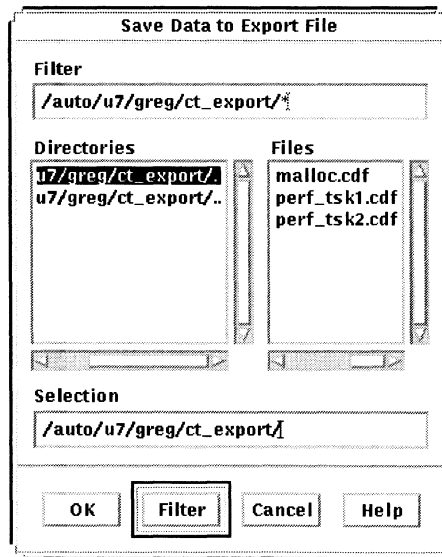 Save Data to Export File
Filter
/auto/u7/greg/ct_export/*
Directories
u7/greg/ct_export/.
u7/greg/ct_export/..
Files
malloc.cdf
perf_tsk1.cdf
perf_tsk2.cdf
Selection
/auto/u7/greg/ct_export/
OK
Filter
Cancel
Help